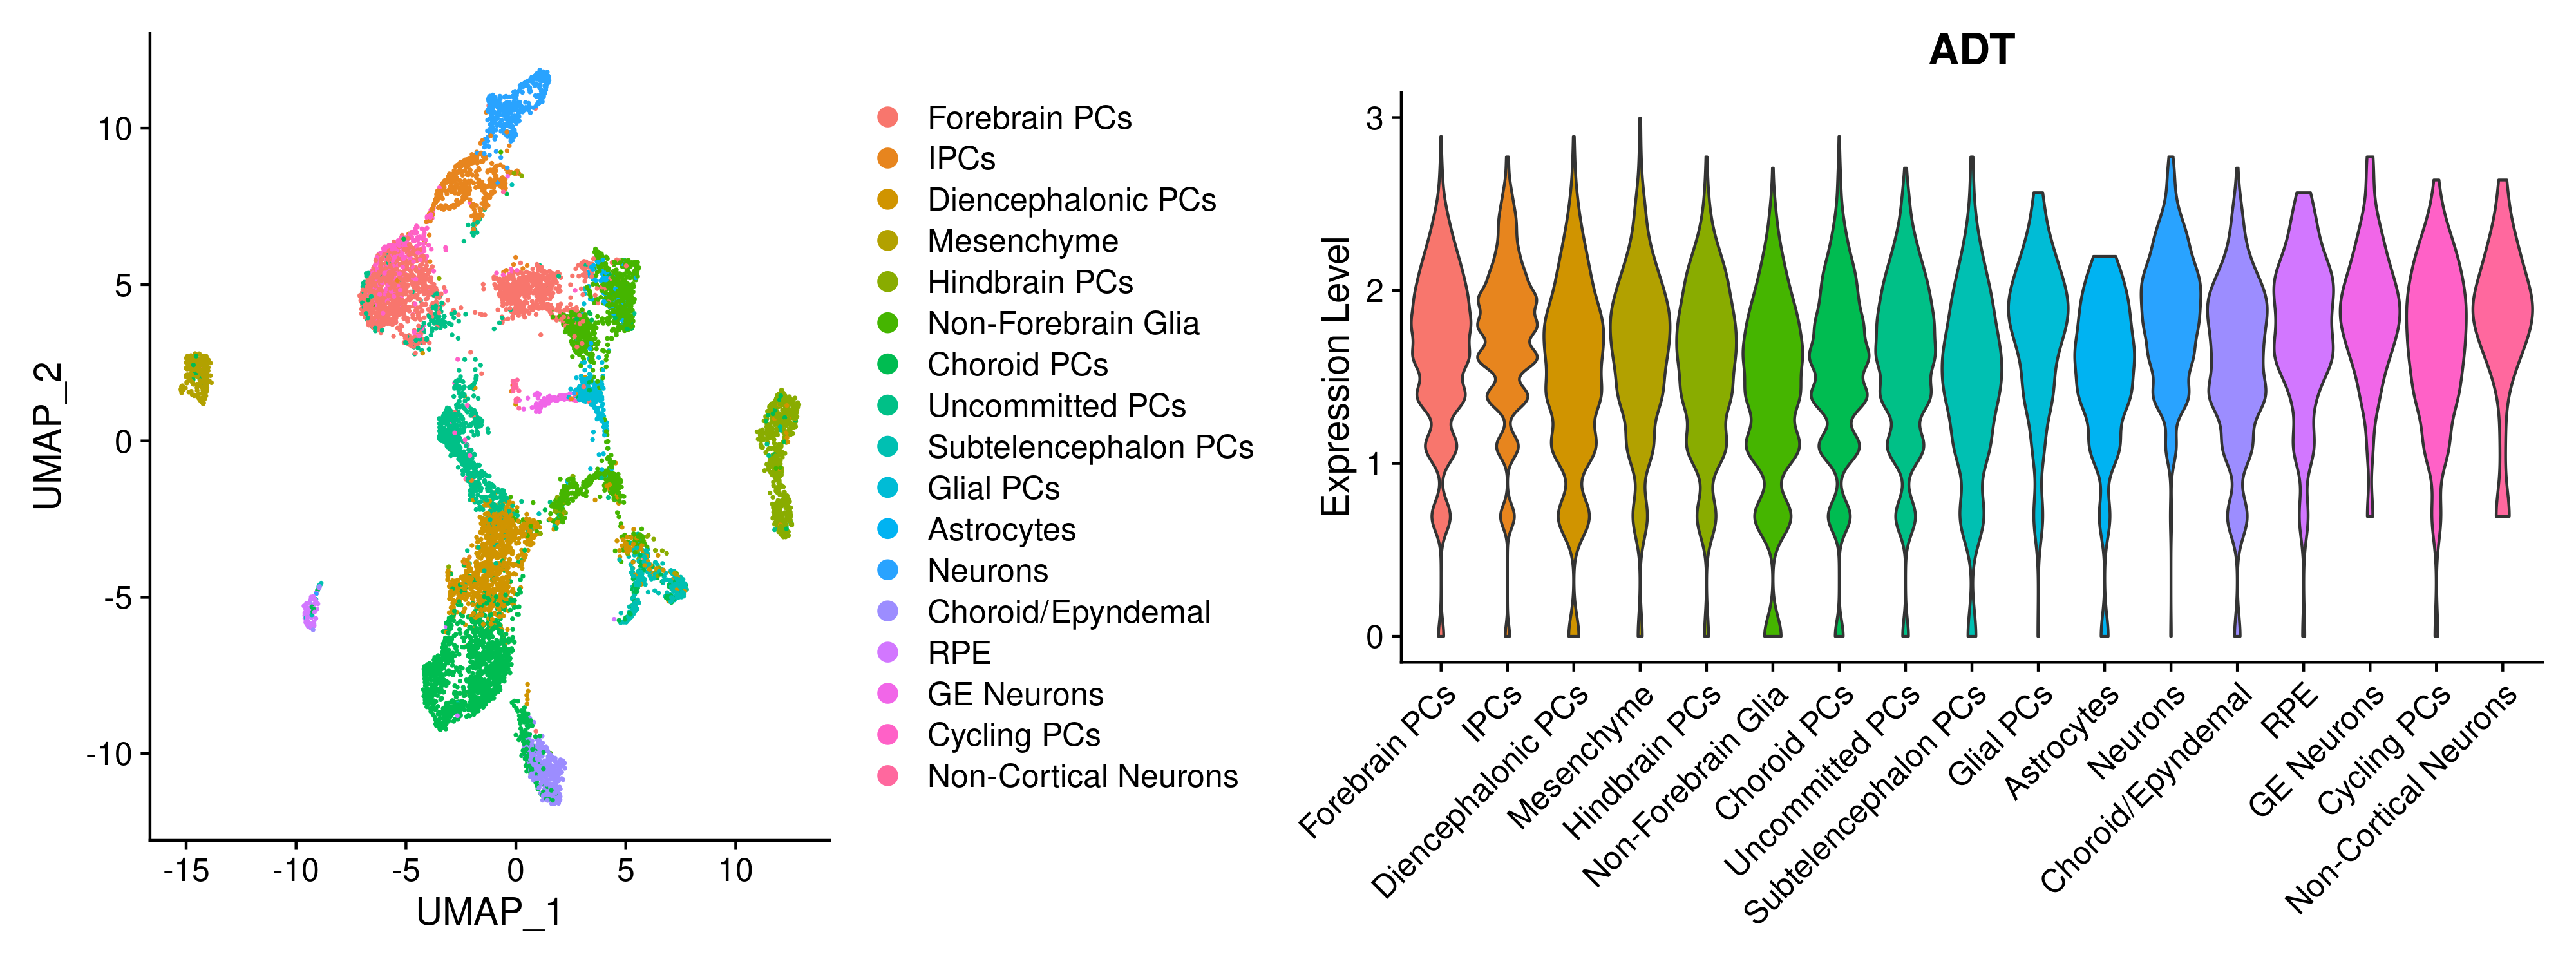 10
5
0
-5
-10
UMAP_2
-15 -10 -5 0 5 10
UMAP_1
Forebrain PCs
IPCs
Diencephalonic PCs
Mesenchyme
Hindbrain PCs
Non-Forebrain Glia
Choroid PCs
Uncommitted PCs
Subtelencephalon PCs
Glial PCs
Astrocytes
Neurons
Choroid/Epyndemal
RPE
GE Neurons
Cycling PCs
Non-Cortical Neurons
ADT
3
2
1
0
Expression Level
Forebrain PCs
IPCs
Diencephalonic PCs
Mesenchyme
Hindbrain PCs
Non-Forebrain Glia
Choroid PCs
Uncommitted PCs
Subtelencephalon PCs
Glial PCs
Astrocytes
Neurons
Choroid/Epyndemal
RPE
GE Neurons
Cycling PCs
Non-Cortical Neurons